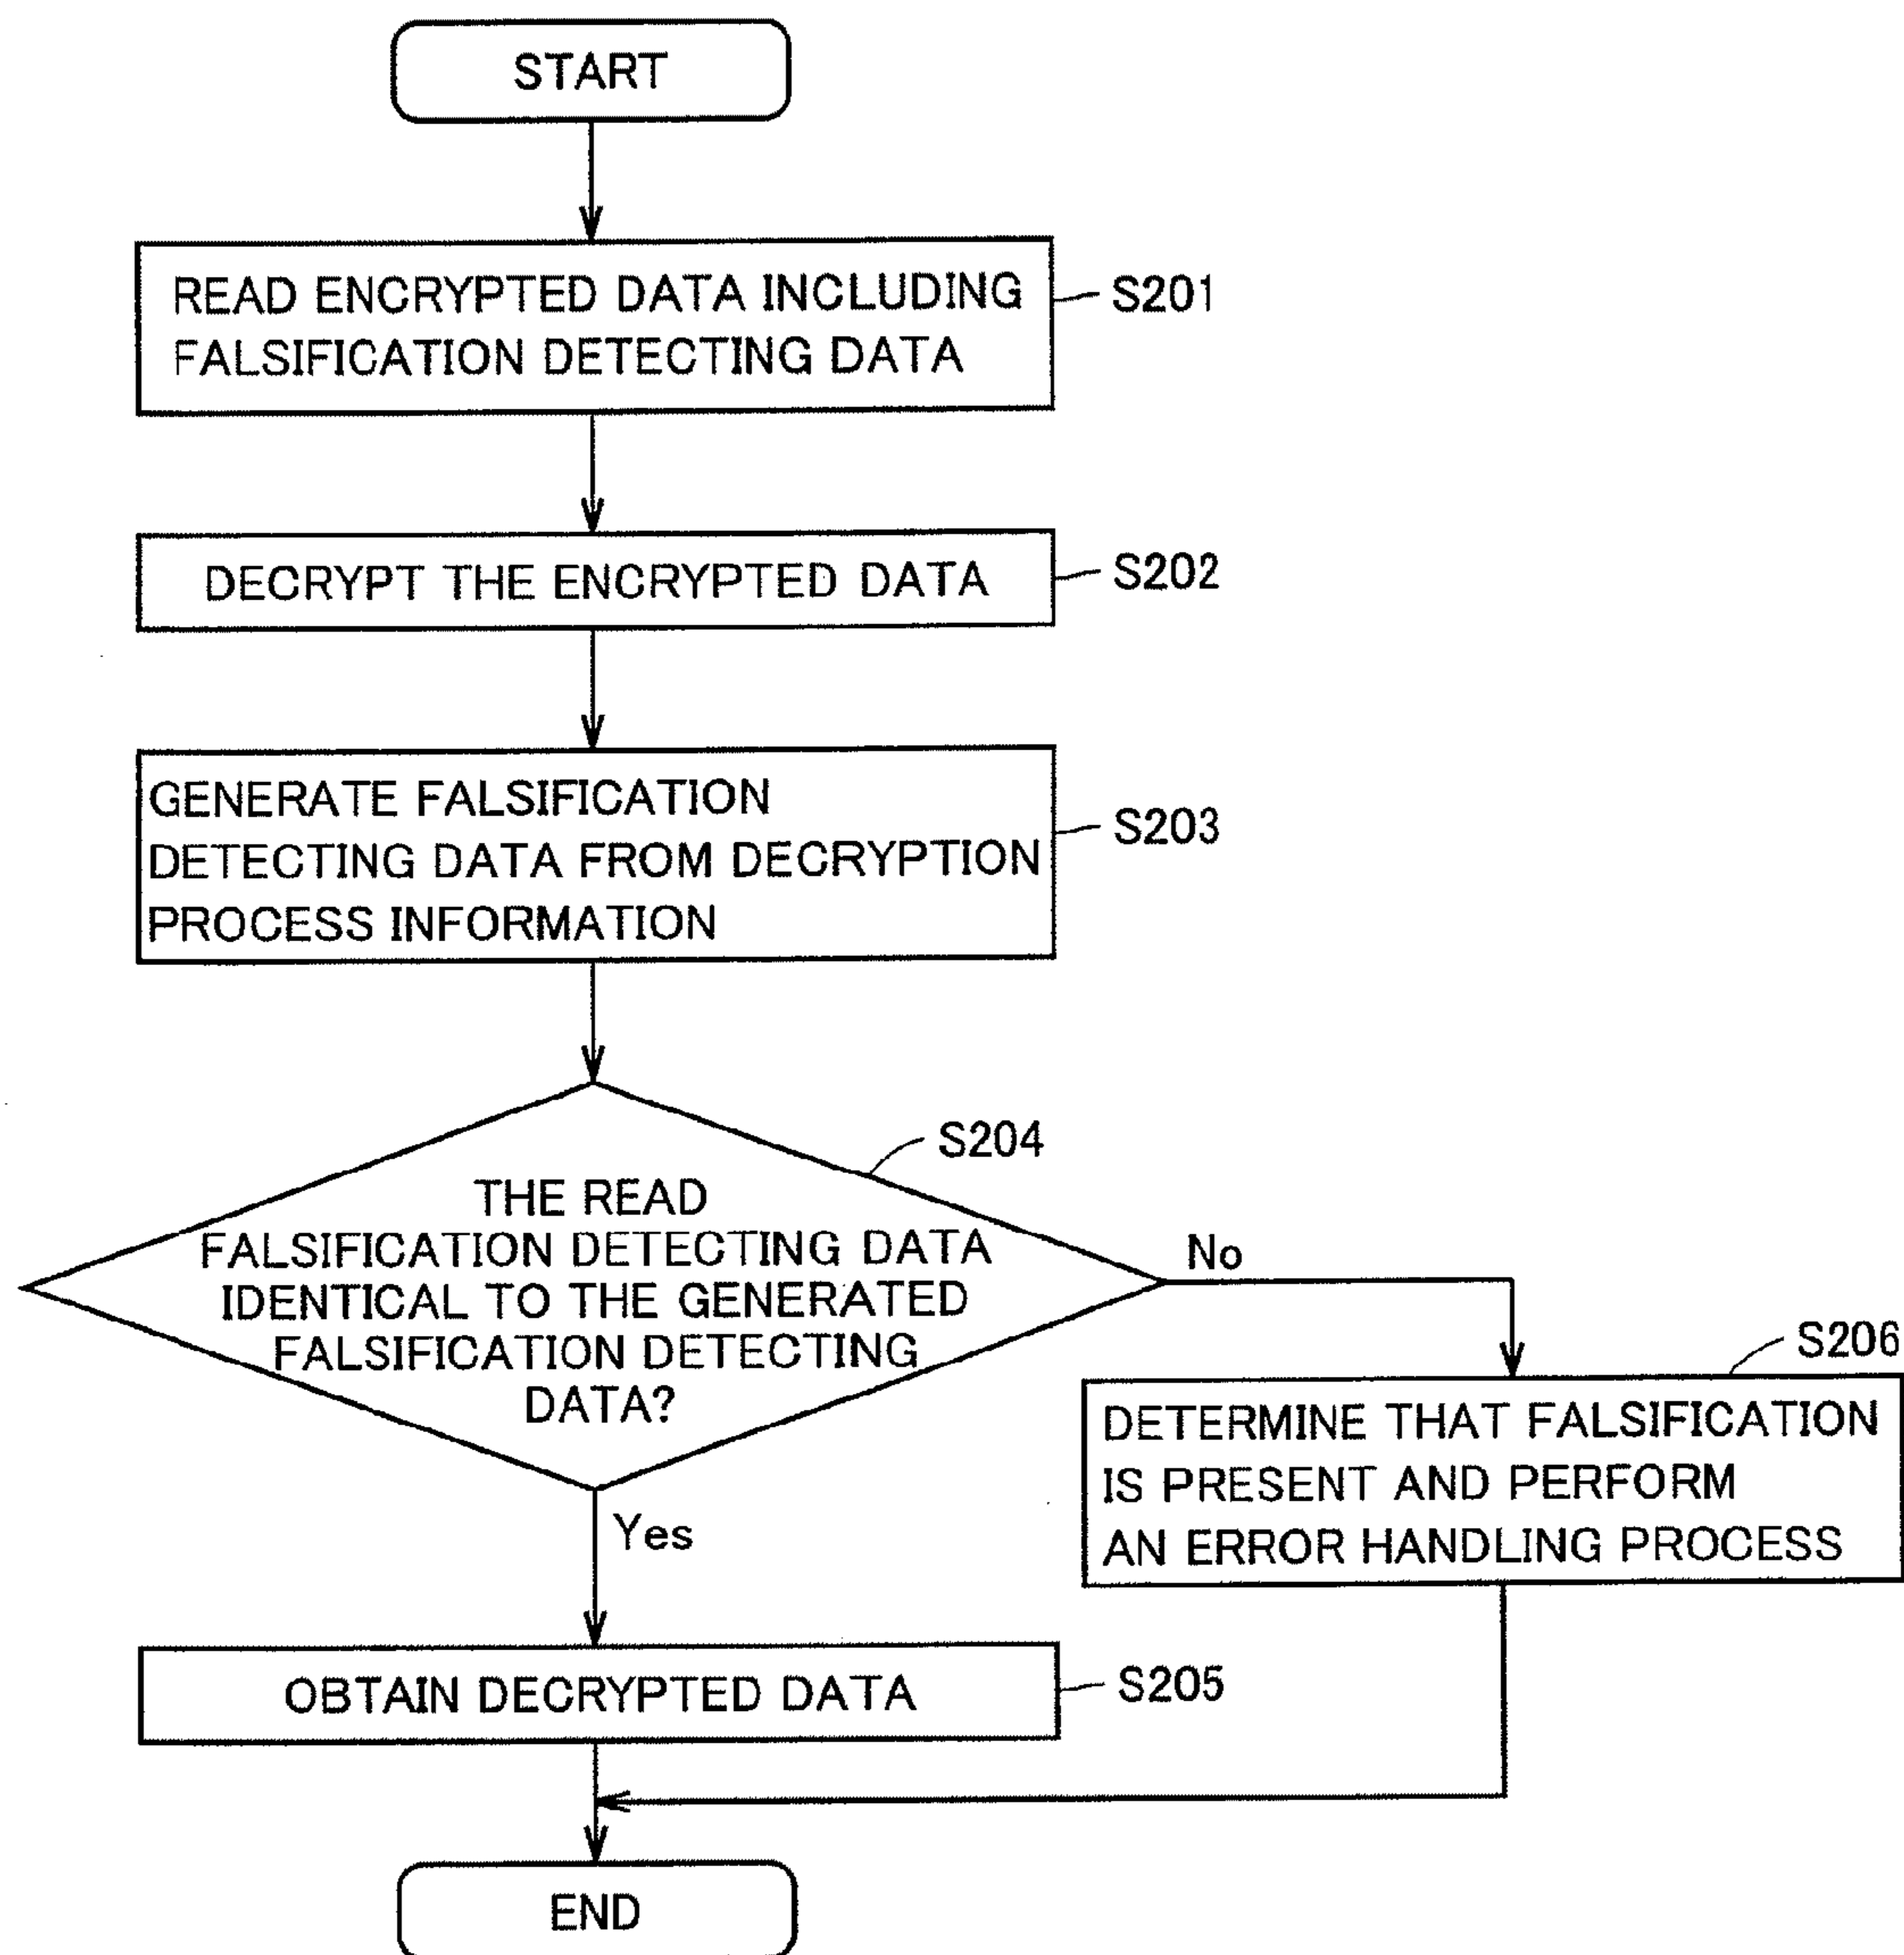 START
READ ENCRYPTED DATA INCLUDING
FALSIFICATION DETECTING DATA
S201
DECRYPT THE ENCRYPTED DATA
S202
GENERATE FALSIFICATION
DETECTING DATA FROM DECRYPTION
PROCESS INFORMATION
S203
S204
THE READ
FALSIFICATION DETECTING DATA
IDENTICAL TO THE GENERATED
FALSIFICATION DETECTING
DATA?
No
S206
DETERMINE THAT FALSIFICATION
IS PRESENT AND PERFORM
AN ERROR HANDLING PROCESS
Yes
OBTAIN DECRYPTED DATA
S205
END